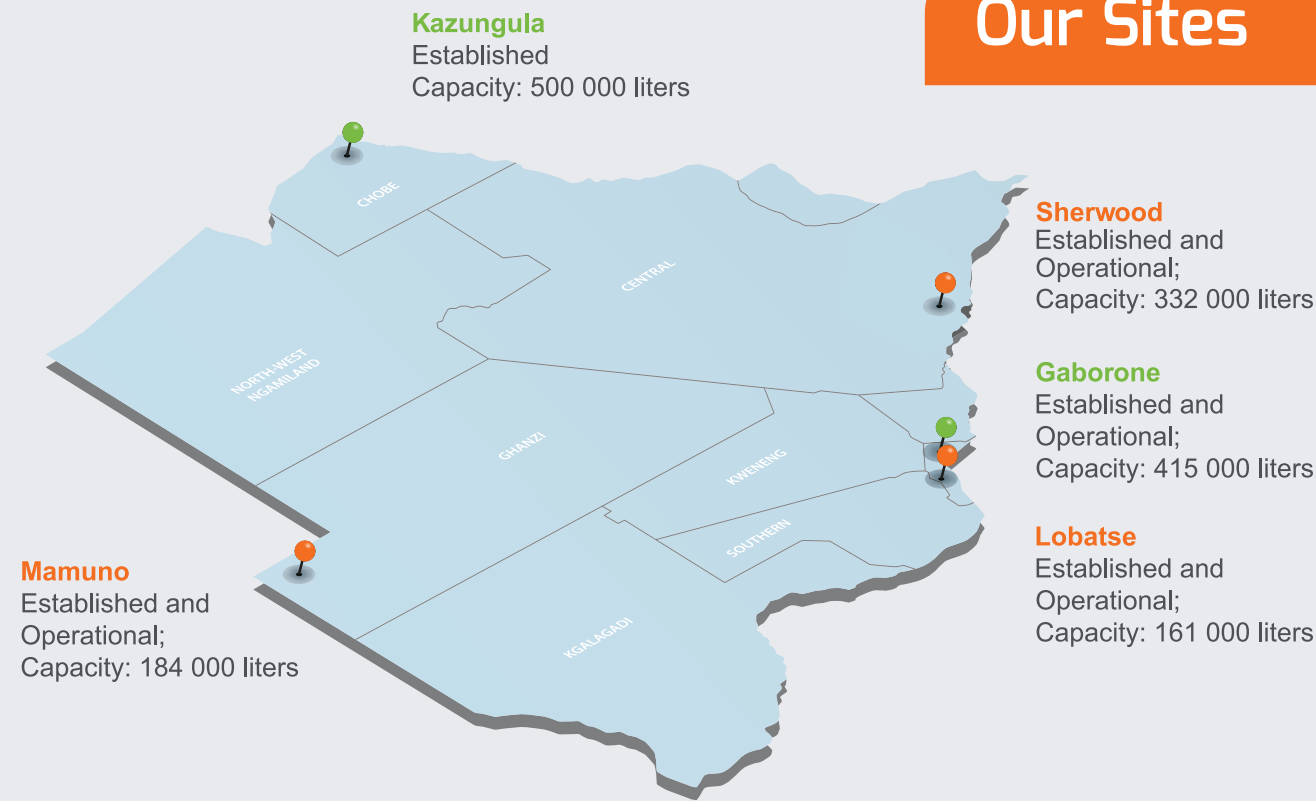 Our Sites
Kazungula
Established
Capacity: 500 000 liters
CHOBE
CENTRAL
Sherwood
Established and
Operational;
Capacity: 332 000 liters
NORTH-WEST
NGAMILAND
GHANZI
KWENENG
Gaborone
Established and
Operational;
Capacity: 415 000 liters
SOUTHERN
Lobatse
Established and
Operational;
Capacity: 161 000 liters
KGALAGADI
Mamuno
Established and
Operational;
Capacity: 184 000 liters